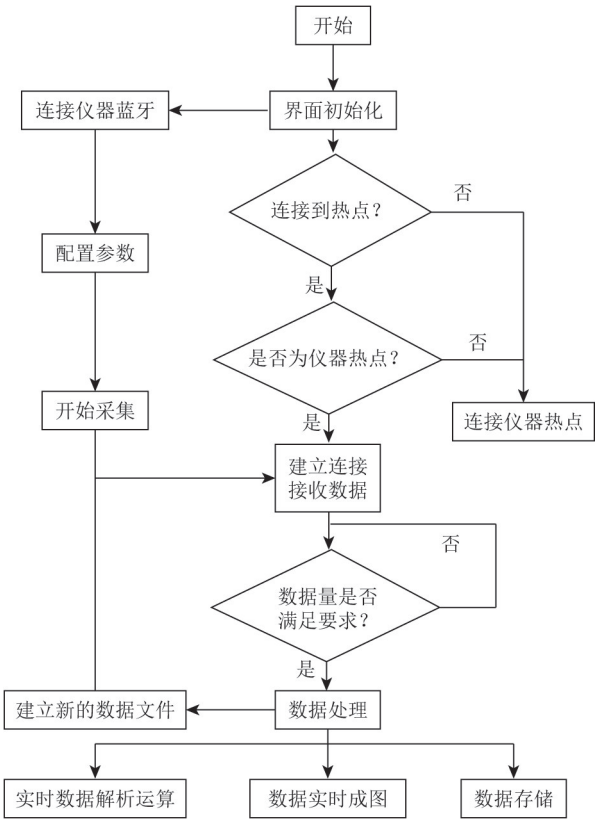 开始
连接仪器蓝牙
界面初始化
连接到热点？
否
配置参数
是
是否为仪器热点？
否
开始采集
连接仪器热点
是
建立连接
接收数据
否
数据量是否
满足要求？
是
建立新的数据文件
数据处理
实时数据解析运算
数据实时成图
数据存储